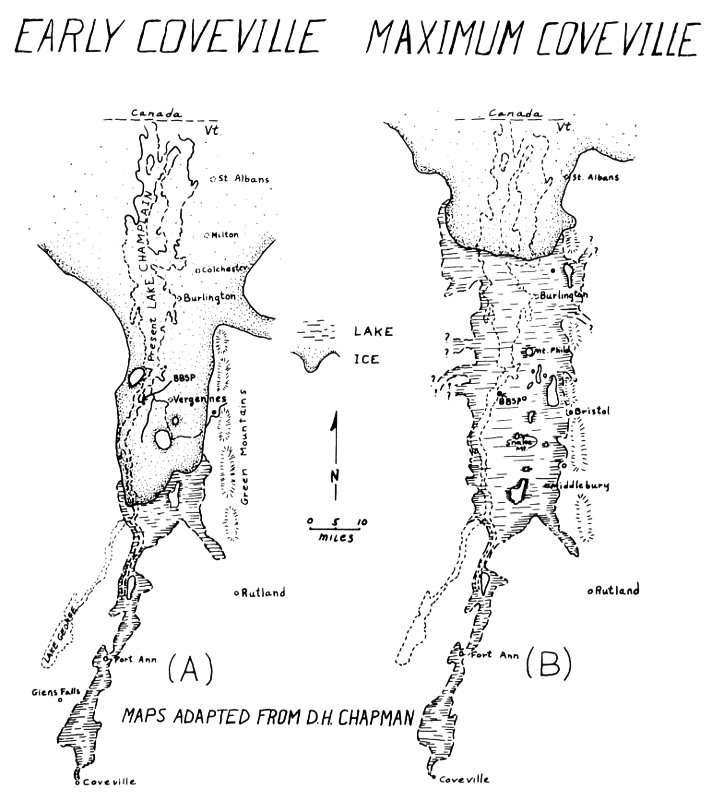 EARLY COVEVILLE
MAXIMUM COVEVILLE
Canada
Vt.
St Albans
Milton
Colchester
Burlington
Present LAKE CHAMPLAIN
BBSP
Vergennes
Green Mountains
Rutland
LAKE GEORGE
Fort Ann
(A)
Glens Falls
Coveville
LAKE
ICE
N
0 5 10
MILES
Canada
Vt.
St. Albans
? ?
Burlington
?
?
?
Mt. Philo
? ? ?
BBSP
Bristol
Snake
Mt.
Middlebury
Rutland
Fort Ann
(B)
Coveville
MAPS ADAPTED FROM D.H. CHAPMAN